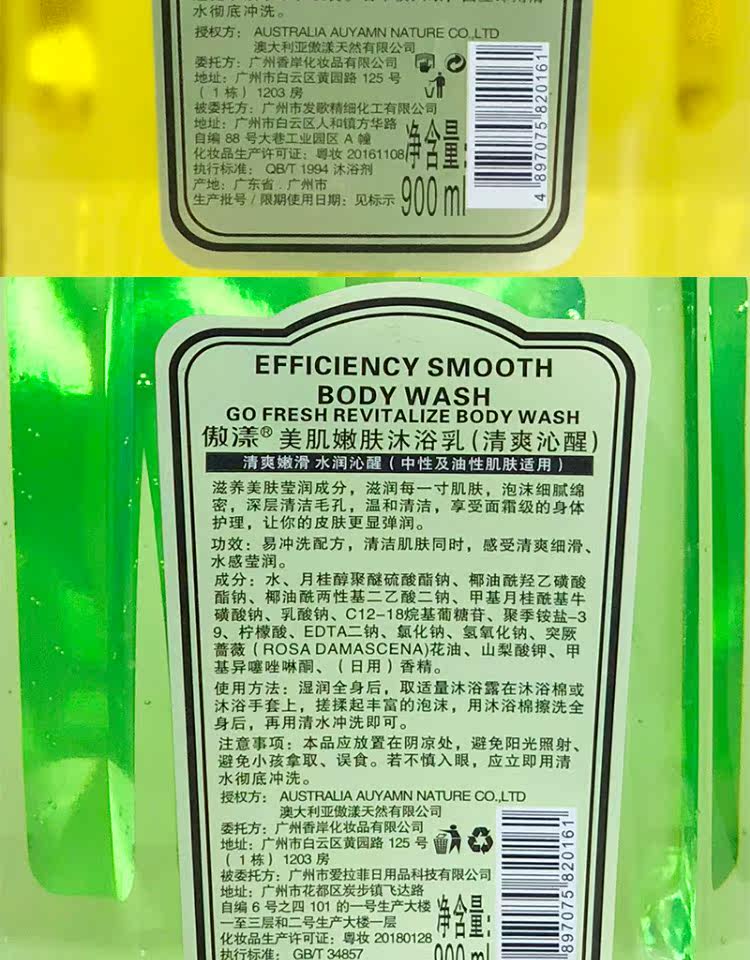 水彻底冲洗。
授权方： AUSTRALIA AUYAMN NATURE CO.,LTD
澳大利亚傲漾天然有限公司
委托方：广州香岸化妆品有限公司
地址：广州市白云区黄园路 125 号
（ 1 栋 ）1203 房
被委托方：广州市发歌精细化工有限公司
地址：广州市白云区人和镇方华路
自编 88 号大巷工业园区 A 幢
化妆品生产许可证：粤妆 20161108
执行标准： QB/T 1994 沐浴剂
产地：广东省 . 广州市
生产批号 / 限期使用日期：见标示
净含量:
900 ml
4 897075 820161
EFFICIENCY SMOOTH
BODY WASH
GO FRESH REVITALIZE BODY WASH
傲漾® 美肌嫩肤沐浴乳（清爽沁醒）
清爽嫩滑 水润沁醒（ 中性及油性肌肤适用 ）
滋养美肤莹润成分，滋润每一寸肌肤，泡沫细腻绵
密，深层清洁毛孔，温和清洁，享受面霜级的身体
护理，让你的皮肤更显弹润。
功效：易冲洗配方，清洁肌肤同时，感受清爽细滑、
水感莹润。
成分：水、月桂醇聚醚硫酸酯钠、椰油酰羟乙磺酸
酯钠、椰油酰两性基二乙酸二钠、甲基月桂酰基牛
磺酸钠、乳酸钠、C12-18烷基葡糖苷、聚季铵盐-3
9、柠檬酸、EDTA二钠、氯化钠、氢氧化钠、突厥
蔷薇（ROSA DAMASCENA)花油、山梨酸钾、甲
基异噻唑啉酮、（日用）香精。
使用方法：湿润全身后，取适量沐浴露在沐浴棉或
沐浴手套上，搓揉起丰富的泡沫，用沐浴棉擦洗全
身后，再用清水冲洗即可。
注意事项：本品应放置在阴凉处，避免阳光照射、
避免小孩拿取、误食。若不慎入眼，应立即用清
水彻底冲洗。
授权方： AUSTRALIA AUYAMN NATURE CO.,LTD
澳大利亚傲漾天然有限公司
委托方：广州香岸化妆品有限公司
地址：广州市白云区黄园路 125 号
（ 1 栋 ）1203 房
被委托方：广州市爱拉菲日用品科技有限公司
地址：广州市花都区炭步镇飞达路
自编 6 号之四 101 的一号生产大楼
一至三层和二号生产大楼一层
化妆品生产许可证：粤妆 20180128
执行标准： GB/T 34857
净含量:
900 ml
897075 820161